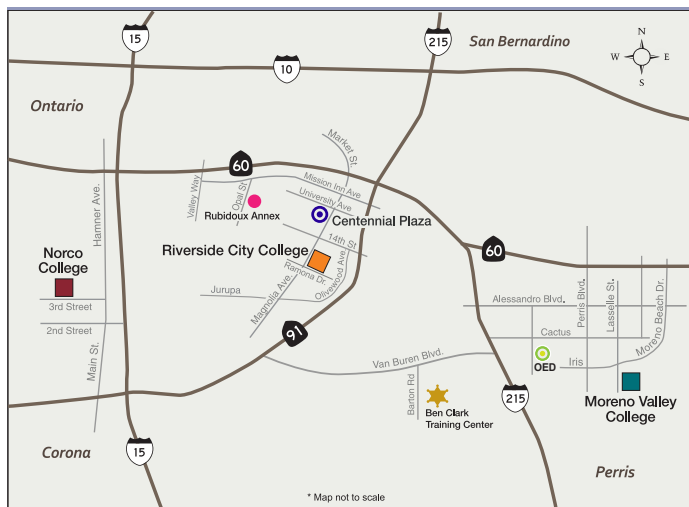 15
215
San Bernardino
N
W
E
S
10
Ontario
Market St.
60
Hamner Ave.
Valley Way
Opal St
Mission Inn Ave
University Ave
Rubidoux Annex
Centennial Plaza
14th St
Riverside City College
60
Norco
College
Ramona Dr.
Olivewood Ave.
Perris Blvd.
Lasselle St.
Moreno Beach Dr.
3rd Street
Jurupa
Magnolia Ave.
Alessandro Blvd.
2nd Street
91
Cactus
Main St.
Van Buren Blvd.
Iris
OED
Barton Rd
215
Ben Clark
Training Center
Moreno Valley
College
Corona
15
Perris
* Map not to scale